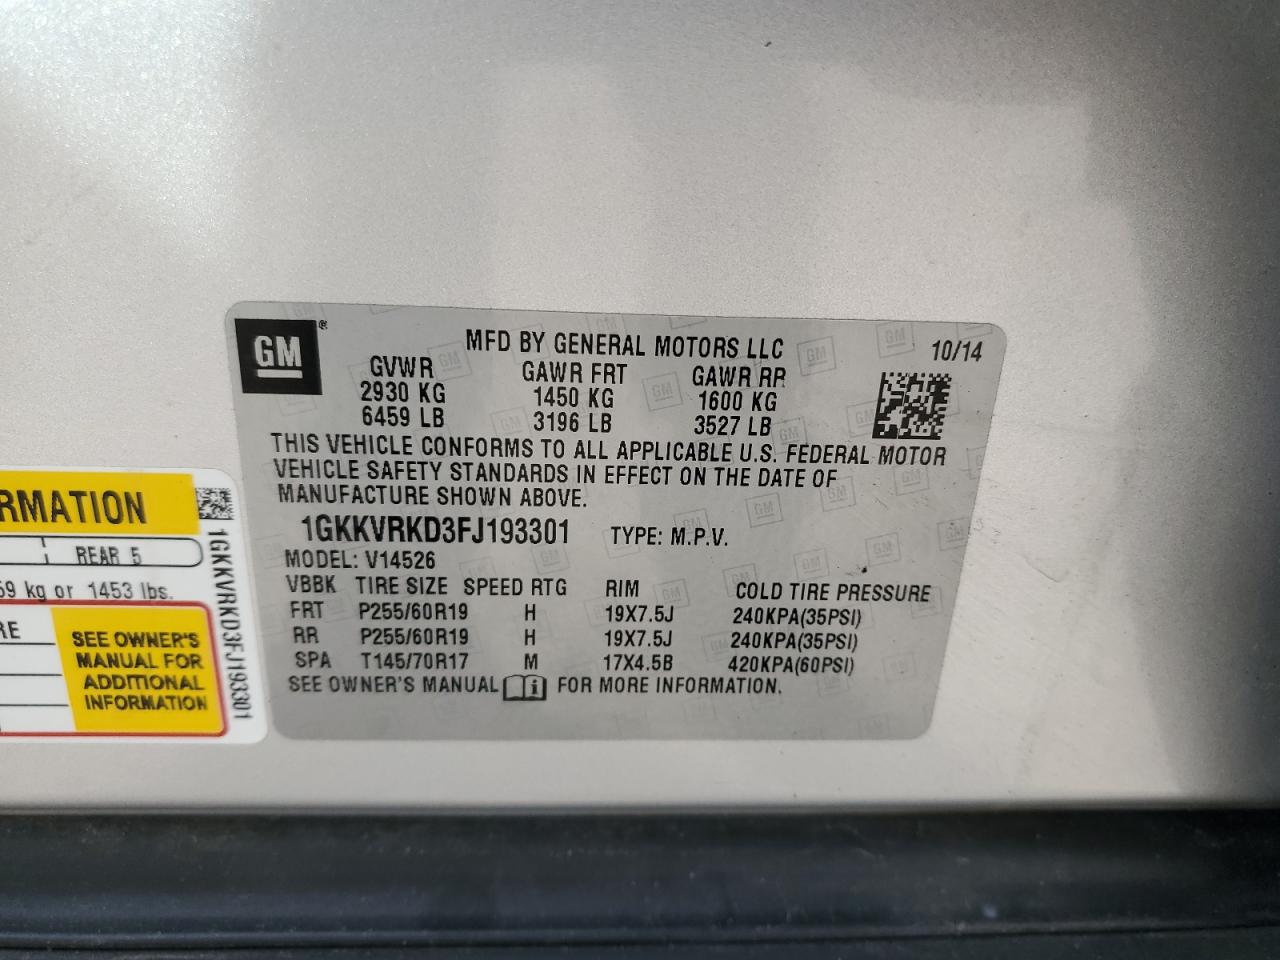 GM ®
MFD BY GENERAL MOTORS LLC
10/14
GVWR GAWR FRT GAWR RR
2930 KG 1450 KG 1600 KG
6459 LB 3196 LB 3527 LB
THIS VEHICLE CONFORMS TO ALL APPLICABLE U.S. FEDERAL MOTOR
VEHICLE SAFETY STANDARDS IN EFFECT ON THE DATE OF
MANUFACTURE SHOWN ABOVE.
1GKKVRKD3FJ193301 TYPE: M.P.V.
MODEL: V14526
VBBK TIRE SIZE SPEED RTG RIM COLD TIRE PRESSURE
FRT P255/60R19 H 19X7.5J 240KPA(35PSI)
RR P255/60R19 H 19X7.5J 240KPA(35PSI)
SPA T145/70R17 M 17X4.5B 420KPA(60PSI)
SEE OWNER'S MANUAL FOR MORE INFORMATION.
RMATION
REAR 5
59 kg or 1453 lbs.
RE
SEE OWNER'S
MANUAL FOR
ADDITIONAL
INFORMATION
1GKKVRKD3FJ193301